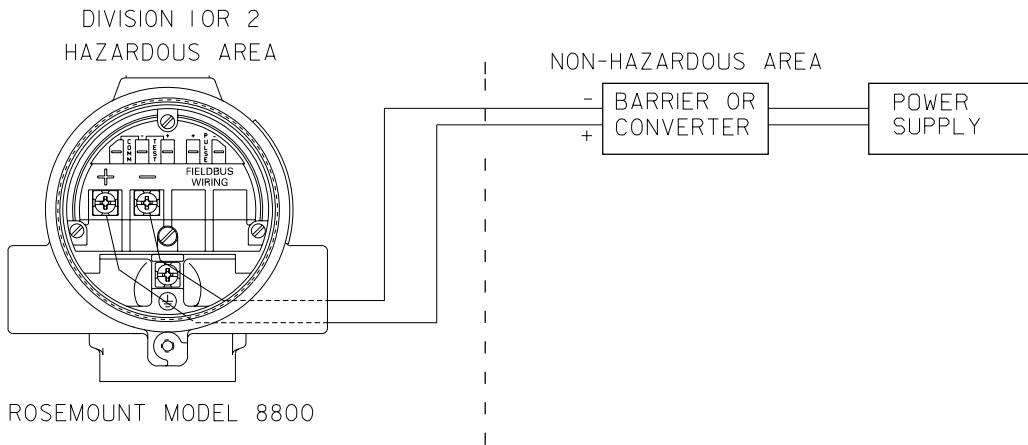 DIVISION 1 OR 2
HAZARDOUS AREA
NON-HAZARDOUS AREA
-
+
BARRIER OR
CONVERTER
POWER
SUPPLY
- + + -
COMM
TEST
PULSE
+ -
FIELDBUS
WIRING
ROSEMOUNT MODEL 8800